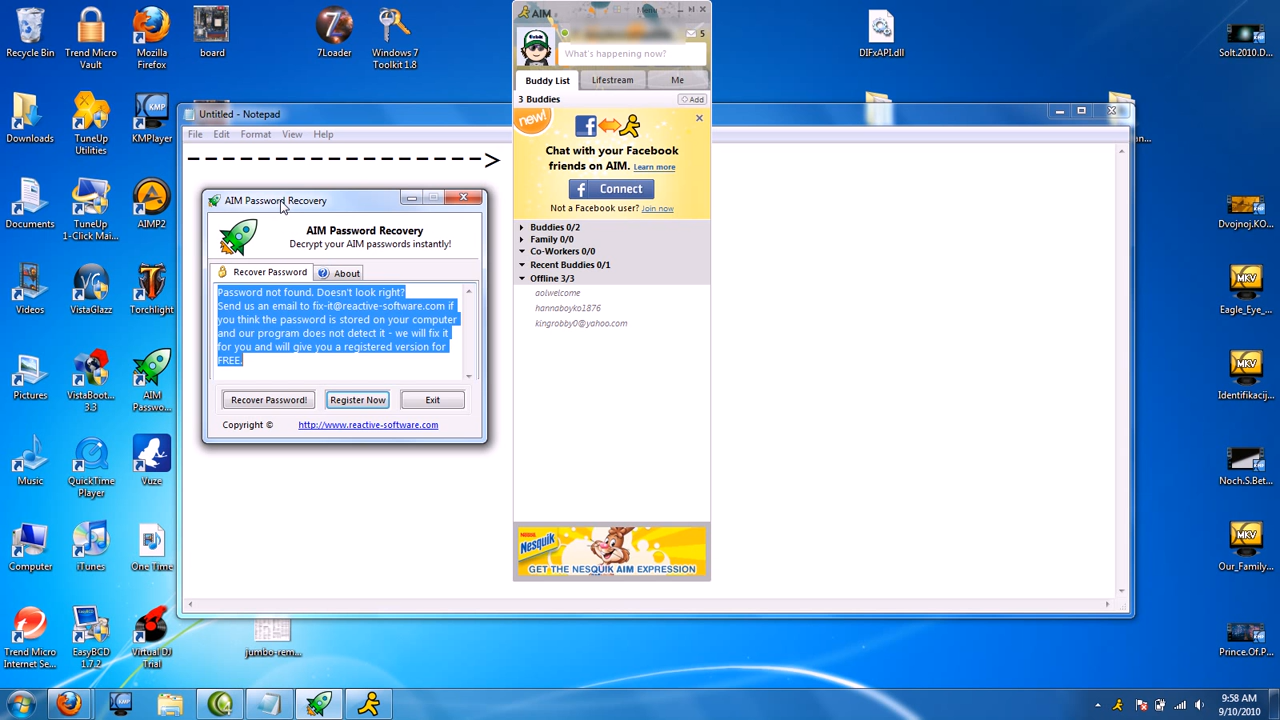 Recycle Bin
Trend Micro
Vault
Mozilla
Firefox
board
7Loader
Windows 7
Toolkit 1.8
DIFxAPI.dll
Solt.2010.D...
Downloads
TuneUp
Utilities
KMPlayer
Documents
TuneUp
1-Click Mai...
AIMP2
Dvojnoj.KO...
Videos
VistaGlazz
Torchlight
Eagle_Eye_...
Pictures
VistaBoot...
3.3
AIM
Passwo...
Identifikacij...
Music
QuickTime
Player
Vuze
Noch.S.Bet...
Computer
iTunes
One Time
Our_Family...
Trend Micro
Internet Se...
EasyBCD
1.7.2
Virtual DJ
Trial
jumbo-rem...
Prince.Of.P...
Untitled - Notepad
File Edit Format View Help
--------------------->
AIM Password Recovery
AIM Password Recovery
Decrypt your AIM passwords instantly!
Recover Password
About
Password not found. Doesn't look right?
Send us an email to fix-it@reactive-software.com if
you think the password is stored on your computer
and our program does not detect it - we will fix it
for you and will give you a registered version for
FREE.
Recover Password!
Register Now
Exit
Copyright © http://www.reactive-software.com
AIM
Menu
5
What's happening now?
Buddy List
Lifestream
Me
3 Buddies
Add
new!
Chat with your Facebook
friends on AIM. Learn more
f Connect
Not a Facebook user? Join now
Buddies 0/2
Family 0/0
Co-Workers 0/0
Recent Buddies 0/1
Offline 3/3
aolwelcome
hannaboyko1876
kingrobby0@yahoo.com
Nestlé
Nesquik
GET THE NESQUIK AIM EXPRESSION
9:58 AM
9/10/2010